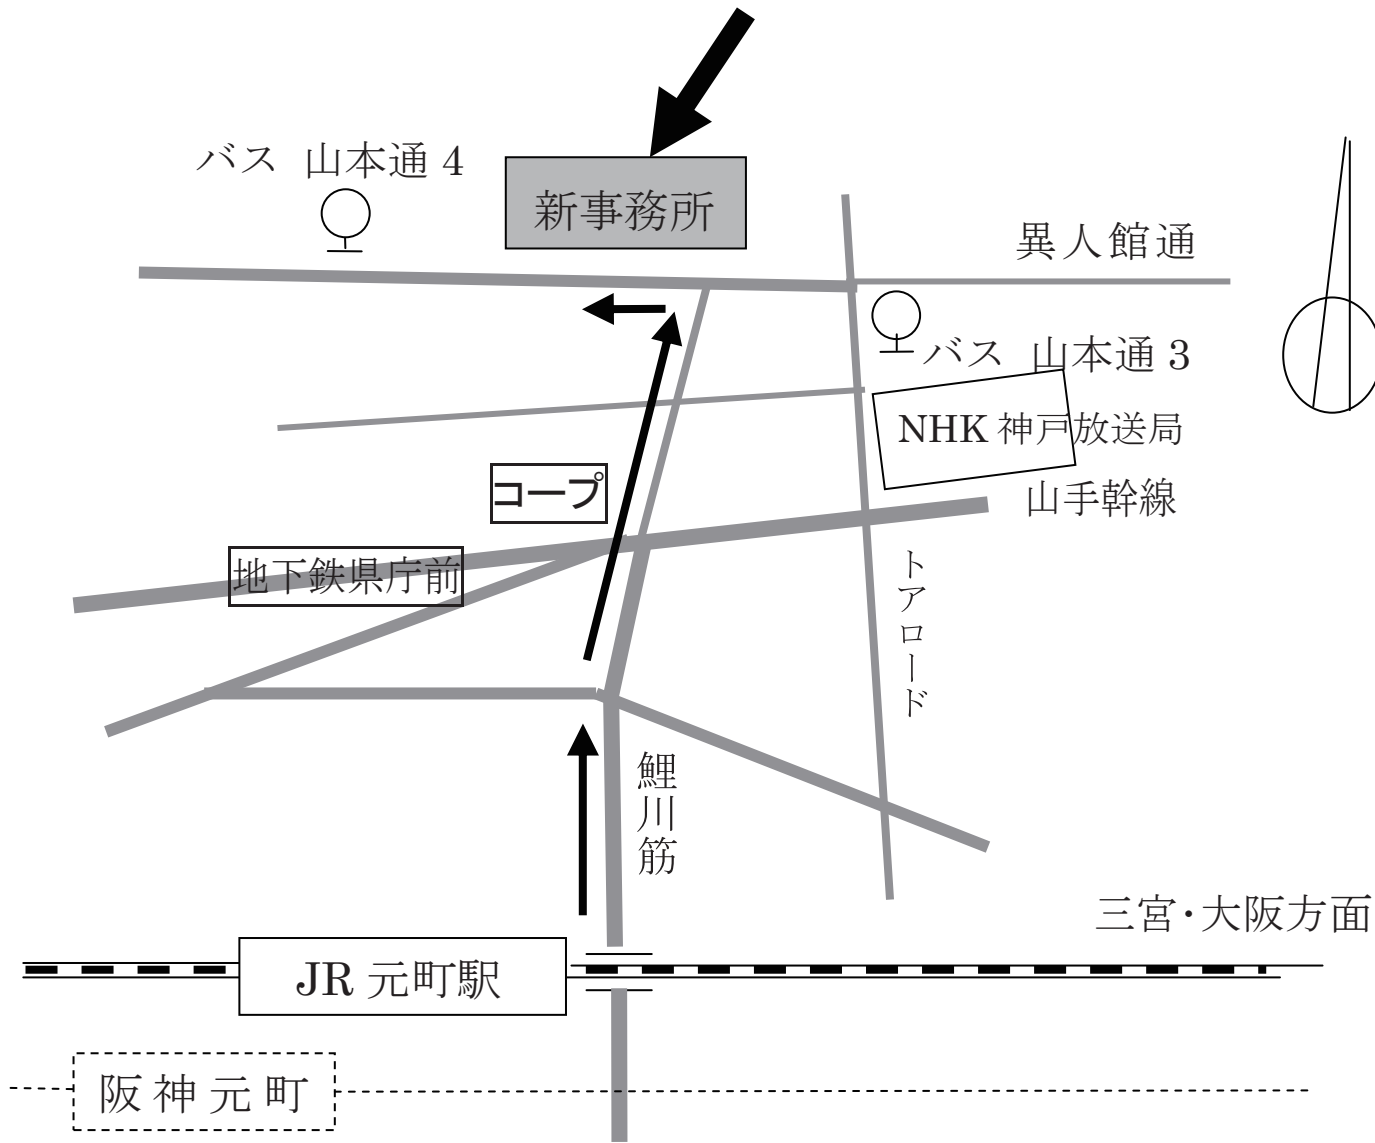 バス 山本通 4
新事務所
異人館通
バス 山本通 3
NHK 神戸放送局
コープ
山手幹線
地下鉄県庁前
トアロード
鯉川筋
三宮・大阪方面
JR 元町駅
阪神元町